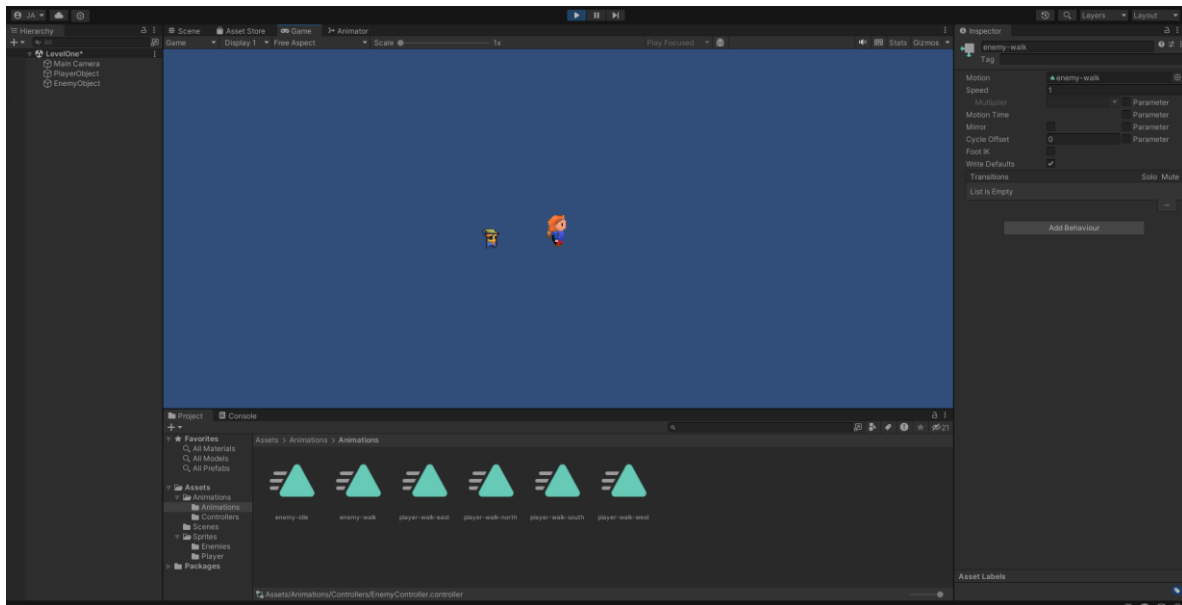 JA
Layers
Layout
Hierarchy
Scene
Asset Store
Game
Animator
Inspector
All
Game
Display 1
Free Aspect
Scale
1x
Play Focused
Stats
Gizmos
enemy-walk
Tag
LevelOne*
Main Camera
PlayerObject
EnemyObject
Motion
enemy-walk
Speed
1
Multiplier
Parameter
Motion Time
Parameter
Mirror
Parameter
Cycle Offset
0
Parameter
Foot IK
Write Defaults
Transitions
Solo Mute
List is Empty
Add Behaviour
Project
Console
21
Favorites
All Materials
All Models
All Prefabs
Assets
Animations
Animations
Controllers
Scenes
Sprites
Enemies
Player
Packages
Assets > Animations > Animations
enemy-idle
enemy-walk
player-walk-east
player-walk-north
player-walk-south
player-walk-west
Assets/Animations/Controllers/EnemyController.controller
Asset Labels